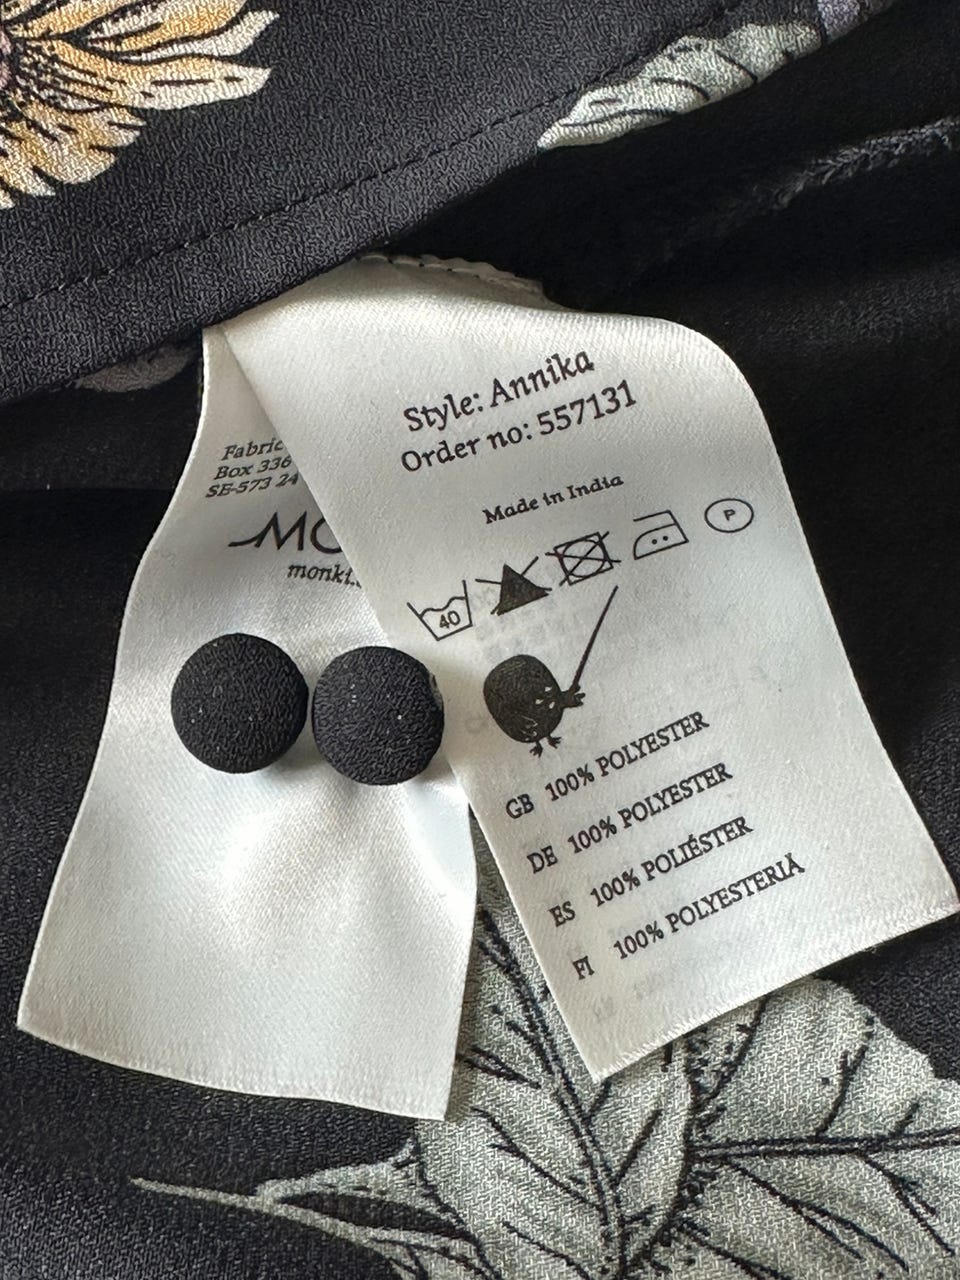 Style: Annika
Order no: 557131
Made in India
40
P
GB 100% POLYESTER
DE 100% POLYESTER
ES 100% POLIÉSTER
FI 100% POLYESTERIÄ
Fabric
Box 336
SE-573 24
MO
monki.